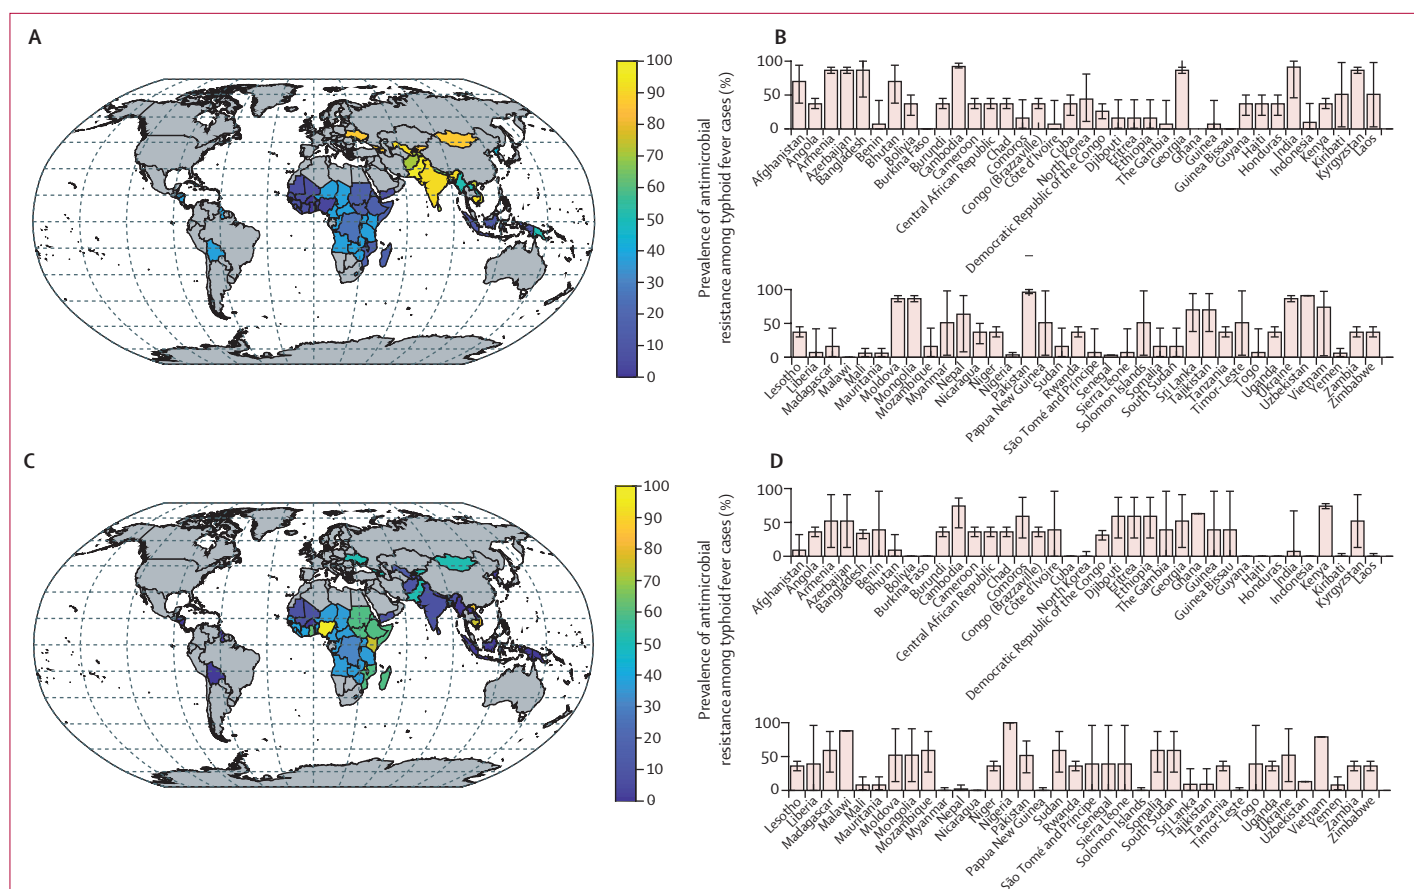 A
100
90
80
70
60
50
40
30
20
10
0
B
Prevalence of antimicrobial
resistance among typhoid fever cases (%)
100
50
0
Afghanistan
Angola
Armenia
Azerbaijan
Bangladesh
Benin
Bhutan
Bolivia
Burkina Faso
Burundi
Cambodia
Cameroon
Central African Republic
Chad
Comoros
Congo (Brazzaville)
Côte d'Ivoire
Cuba
North Korea
Democratic Republic of the Congo
Djibouti
Eritrea
Ethiopia
The Gambia
Georgia
Ghana
Guinea
Guinea Bissau
Guyana
Haiti
Honduras
India
Indonesia
Kenya
Kiribati
Kyrgyzstan
Laos
100
50
0
Lesotho
Liberia
Madagascar
Malawi
Mali
Mauritania
Moldova
Mongolia
Mozambique
Myanmar
Nepal
Nicaragua
Niger
Nigeria
Pakistan
Papua New Guinea
Sudan
Rwanda
São Tomé and Príncipe
Senegal
Sierra Leone
Solomon Islands
Somalia
South Sudan
Sri Lanka
Tajikistan
Tanzania
Timor-Leste
Togo
Uganda
Ukraine
Uzbekistan
Vietnam
Yemen
Zambia
Zimbabwe
C
100
90
80
70
60
50
40
30
20
10
0
D
Prevalence of antimicrobial
resistance among typhoid fever cases (%)
100
50
0
Afghanistan
Angola
Armenia
Azerbaijan
Bangladesh
Benin
Bhutan
Bolivia
Burkina Faso
Burundi
Cambodia
Cameroon
Central African Republic
Chad
Comoros
Congo (Brazzaville)
Côte d'Ivoire
Cuba
North Korea
Democratic Republic of the Congo
Djibouti
Eritrea
Ethiopia
The Gambia
Georgia
Ghana
Guinea
Guinea Bissau
Guyana
Haiti
Honduras
India
Indonesia
Kenya
Kiribati
Kyrgyzstan
Laos
100
50
0
Lesotho
Liberia
Madagascar
Malawi
Mali
Mauritania
Moldova
Mongolia
Mozambique
Myanmar
Nepal
Nicaragua
Niger
Nigeria
Pakistan
Papua New Guinea
Sudan
Rwanda
São Tomé and Príncipe
Senegal
Sierra Leone
Solomon Islands
Somalia
South Sudan
Sri Lanka
Tajikistan
Tanzania
Timor-Leste
Togo
Uganda
Ukraine
Uzbekistan
Vietnam
Yemen
Zambia
Zimbabwe